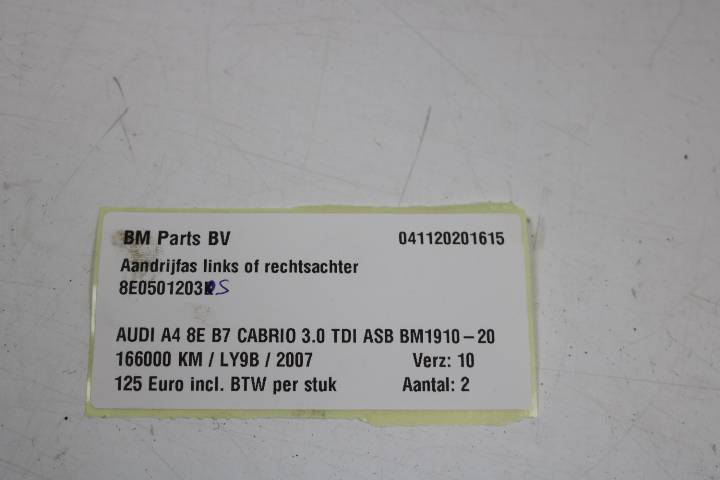 BM Parts BV 041120201615
Aandrijfas links of rechtsachter
8E0501203S
AUDI A4 8E B7 CABRIO 3.0 TDI ASB BM1910-20
166000 KM / LY9B / 2007 Verz: 10
125 Euro incl. BTW per stuk Aantal: 2